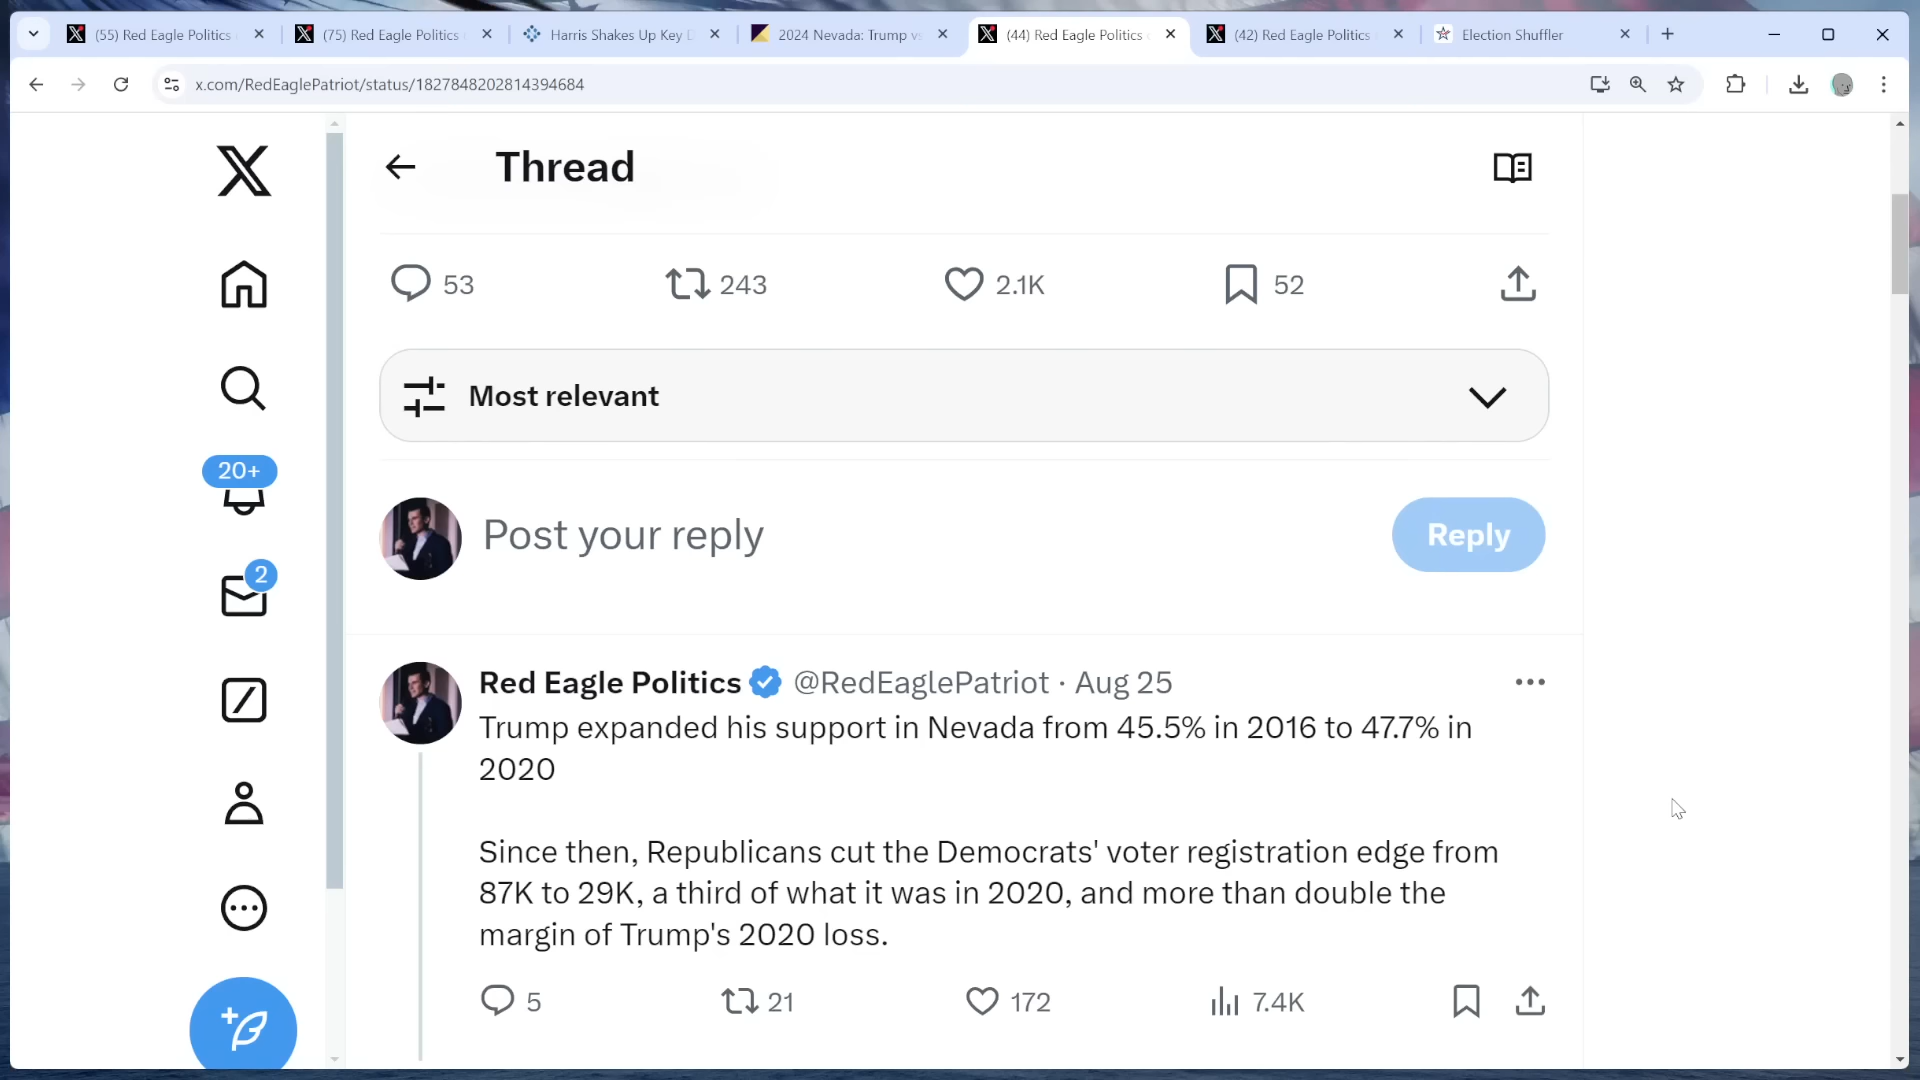 (55) Red Eagle Politics
(75) Red Eagle Politics
Harris Shakes Up Key D
2024 Nevada: Trump vs
(44) Red Eagle Politics
(42) Red Eagle Politics
Election Shuffler
x.com/RedEaglePatriot/status/1827848202814394684
Thread
53
243
2.1K
52
Most relevant
20+
Post your reply
Reply
2
Red Eagle Politics @RedEaglePatriot · Aug 25
Trump expanded his support in Nevada from 45.5% in 2016 to 47.7% in
2020
Since then, Republicans cut the Democrats' voter registration edge from
87K to 29K, a third of what it was in 2020, and more than double the
margin of Trump's 2020 loss.
5
21
172
7.4K